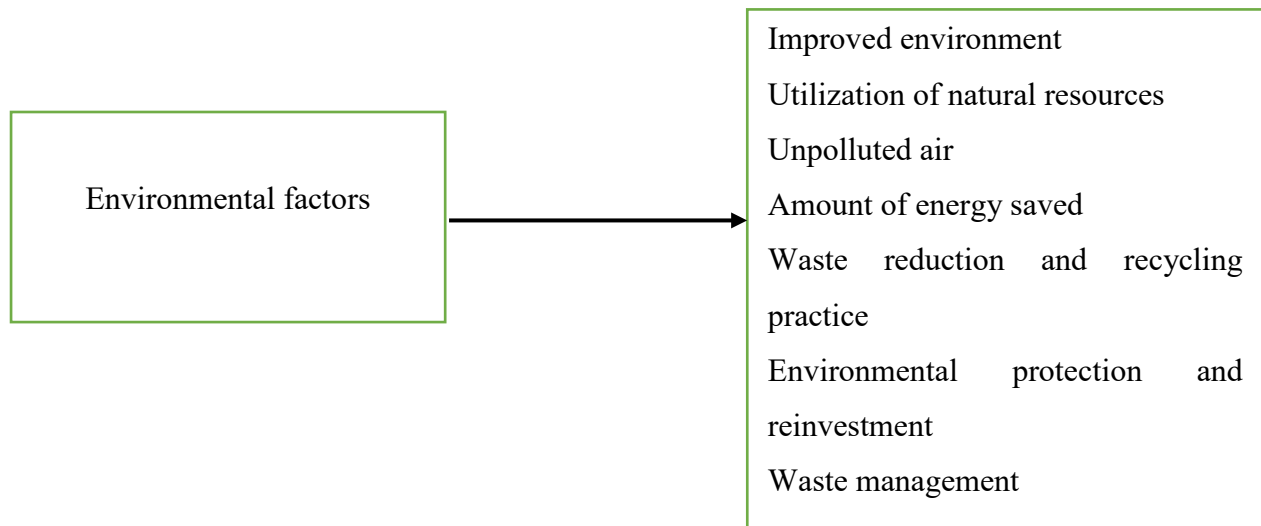 Environmental factors
Improved environment
Utilization of natural resources
Unpolluted air
Amount of energy saved
Waste reduction and recycling
practice
Environmental protection and
reinvestment
Waste management